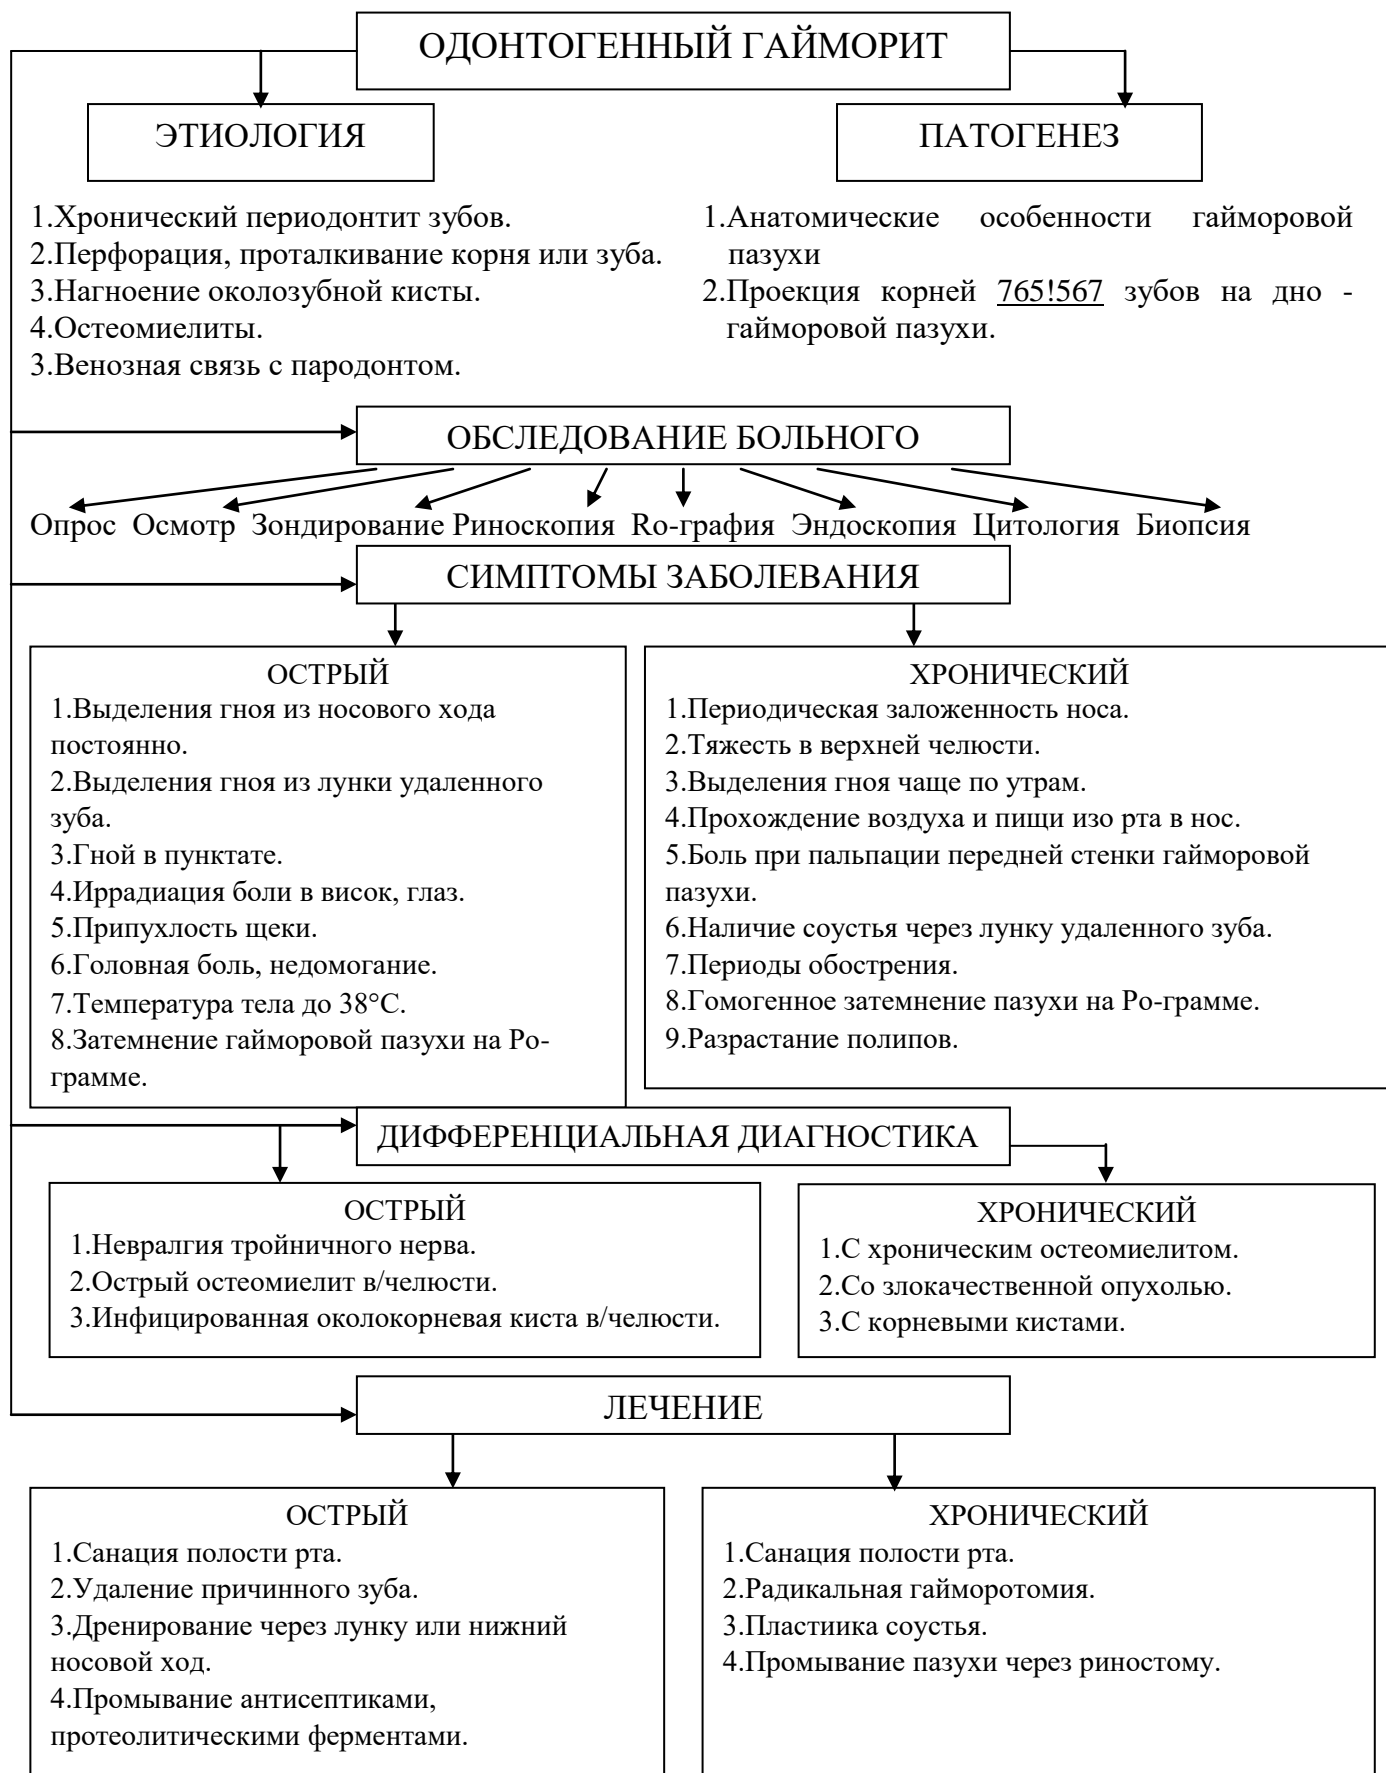 ОДОНТОГЕННЫЙ ГАЙМОРИТ
ЭТИОЛОГИЯ
1.Хронический периодонтит зубов.
2.Перфорация, проталкивание корня или зуба.
3.Нагноение околозубной кисты.
4.Остеомиелиты.
3.Венозная связь с пародонтом.
ПАТОГЕНЕЗ
1.Анатомические особенности гайморовой
пазухи
2.Проекция корней 765!567 зубов на дно -
гайморовой пазухи.
ОБСЛЕДОВАНИЕ БОЛЬНОГО
Опрос Осмотр Зондирование Риноскопия Ro-графия Эндоскопия Цитология Биопсия
СИМПТОМЫ ЗАБОЛЕВАНИЯ
ОСТРЫЙ
1.Выделения гноя из носового хода
постоянно.
2.Выделения гноя из лунки удаленного
зуба.
3.Гной в пунктате.
4.Иррадиация боли в висок, глаз.
5.Припухлость щеки.
6.Головная боль, недомогание.
7.Температура тела до 38°С.
8.Затемнение гайморовой пазухи на Ро-
грамме.
ХРОНИЧЕСКИЙ
1.Периодическая заложенность носа.
2.Тяжесть в верхней челюсти.
3.Выделения гноя чаще по утрам.
4.Прохождение воздуха и пищи изо рта в нос.
5.Боль при пальпации передней стенки гайморовой
пазухи.
6.Наличие соустья через лунку удаленного зуба.
7.Периоды обострения.
8.Гомогенное затемнение пазухи на Ро-грамме.
9.Разрастание полипов.
ДИФФЕРЕНЦИАЛЬНАЯ ДИАГНОСТИКА
ОСТРЫЙ
1.Невралгия тройничного нерва.
2.Острый остеомиелит в/челюсти.
3.Инфицированная околокорневая киста в/челюсти.
ХРОНИЧЕСКИЙ
1.С хроническим остеомиелитом.
2.Со злокачественной опухолью.
3.С корневыми кистами.
ЛЕЧЕНИЕ
ОСТРЫЙ
1.Санация полости рта.
2.Удаление причинного зуба.
3.Дренирование через лунку или нижний
носовой ход.
4.Промывание антисептиками,
протеолитическими ферментами.
ХРОНИЧЕСКИЙ
1.Санация полости рта.
2.Радикальная гайморотомия.
3.Пластиика соустья.
4.Промывание пазухи через риностому.